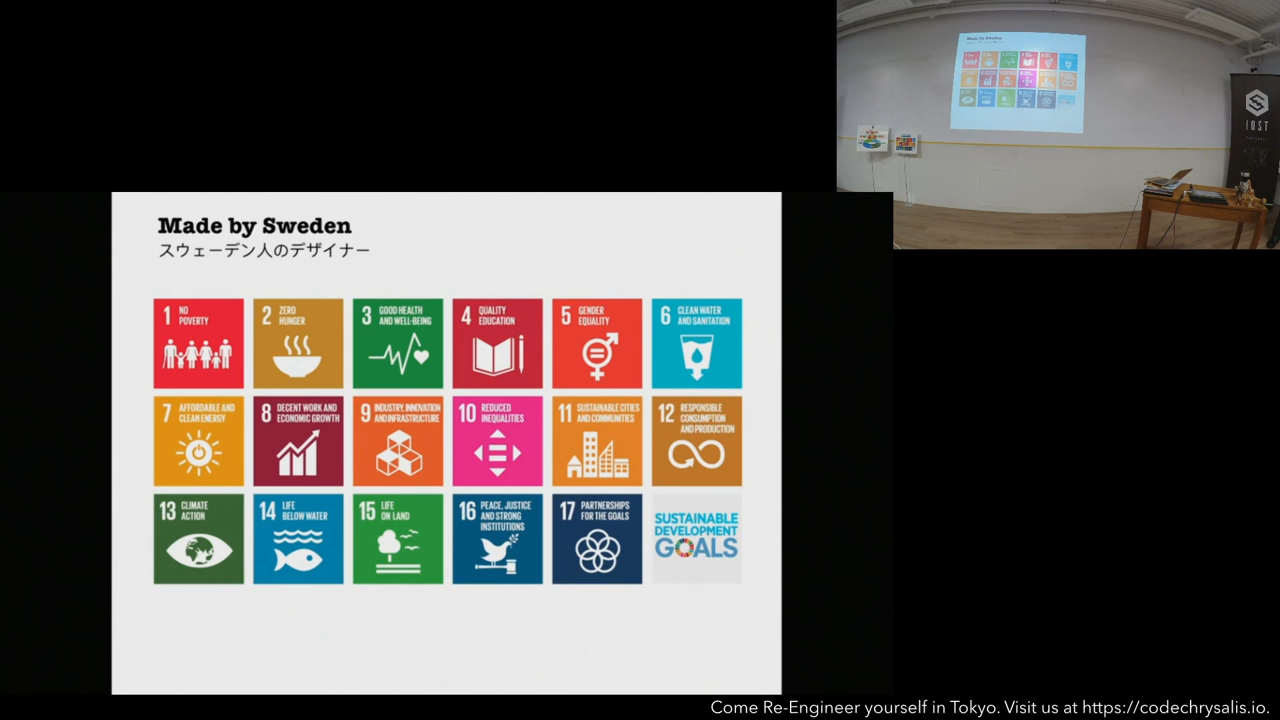 Made by Sweden
スウェーデン人のデザイナー
1 NO
POVERTY
2 ZERO
HUNGER
3 GOOD HEALTH
AND WELL-BEING
4 QUALITY
EDUCATION
5 GENDER
EQUALITY
6 CLEAN WATER
AND SANITATION
7 AFFORDABLE AND
CLEAN ENERGY
8 DECENT WORK AND
ECONOMIC GROWTH
9 INDUSTRY, INNOVATION
AND INFRASTRUCTURE
10 REDUCED
INEQUALITIES
11 SUSTAINABLE CITIES
AND COMMUNITIES
12 RESPONSIBLE
CONSUMPTION
AND PRODUCTION
13 CLIMATE
ACTION
14 LIFE
BELOW WATER
15 LIFE
ON LAND
16 PEACE, JUSTICE
AND STRONG
INSTITUTIONS
17 PARTNERSHIPS
FOR THE GOALS
SUSTAINABLE
DEVELOPMENT
GOALS
Made by Sweden
IOST
Come Re-Engineer yourself in Tokyo. Visit us at https://codechrysalis.io.